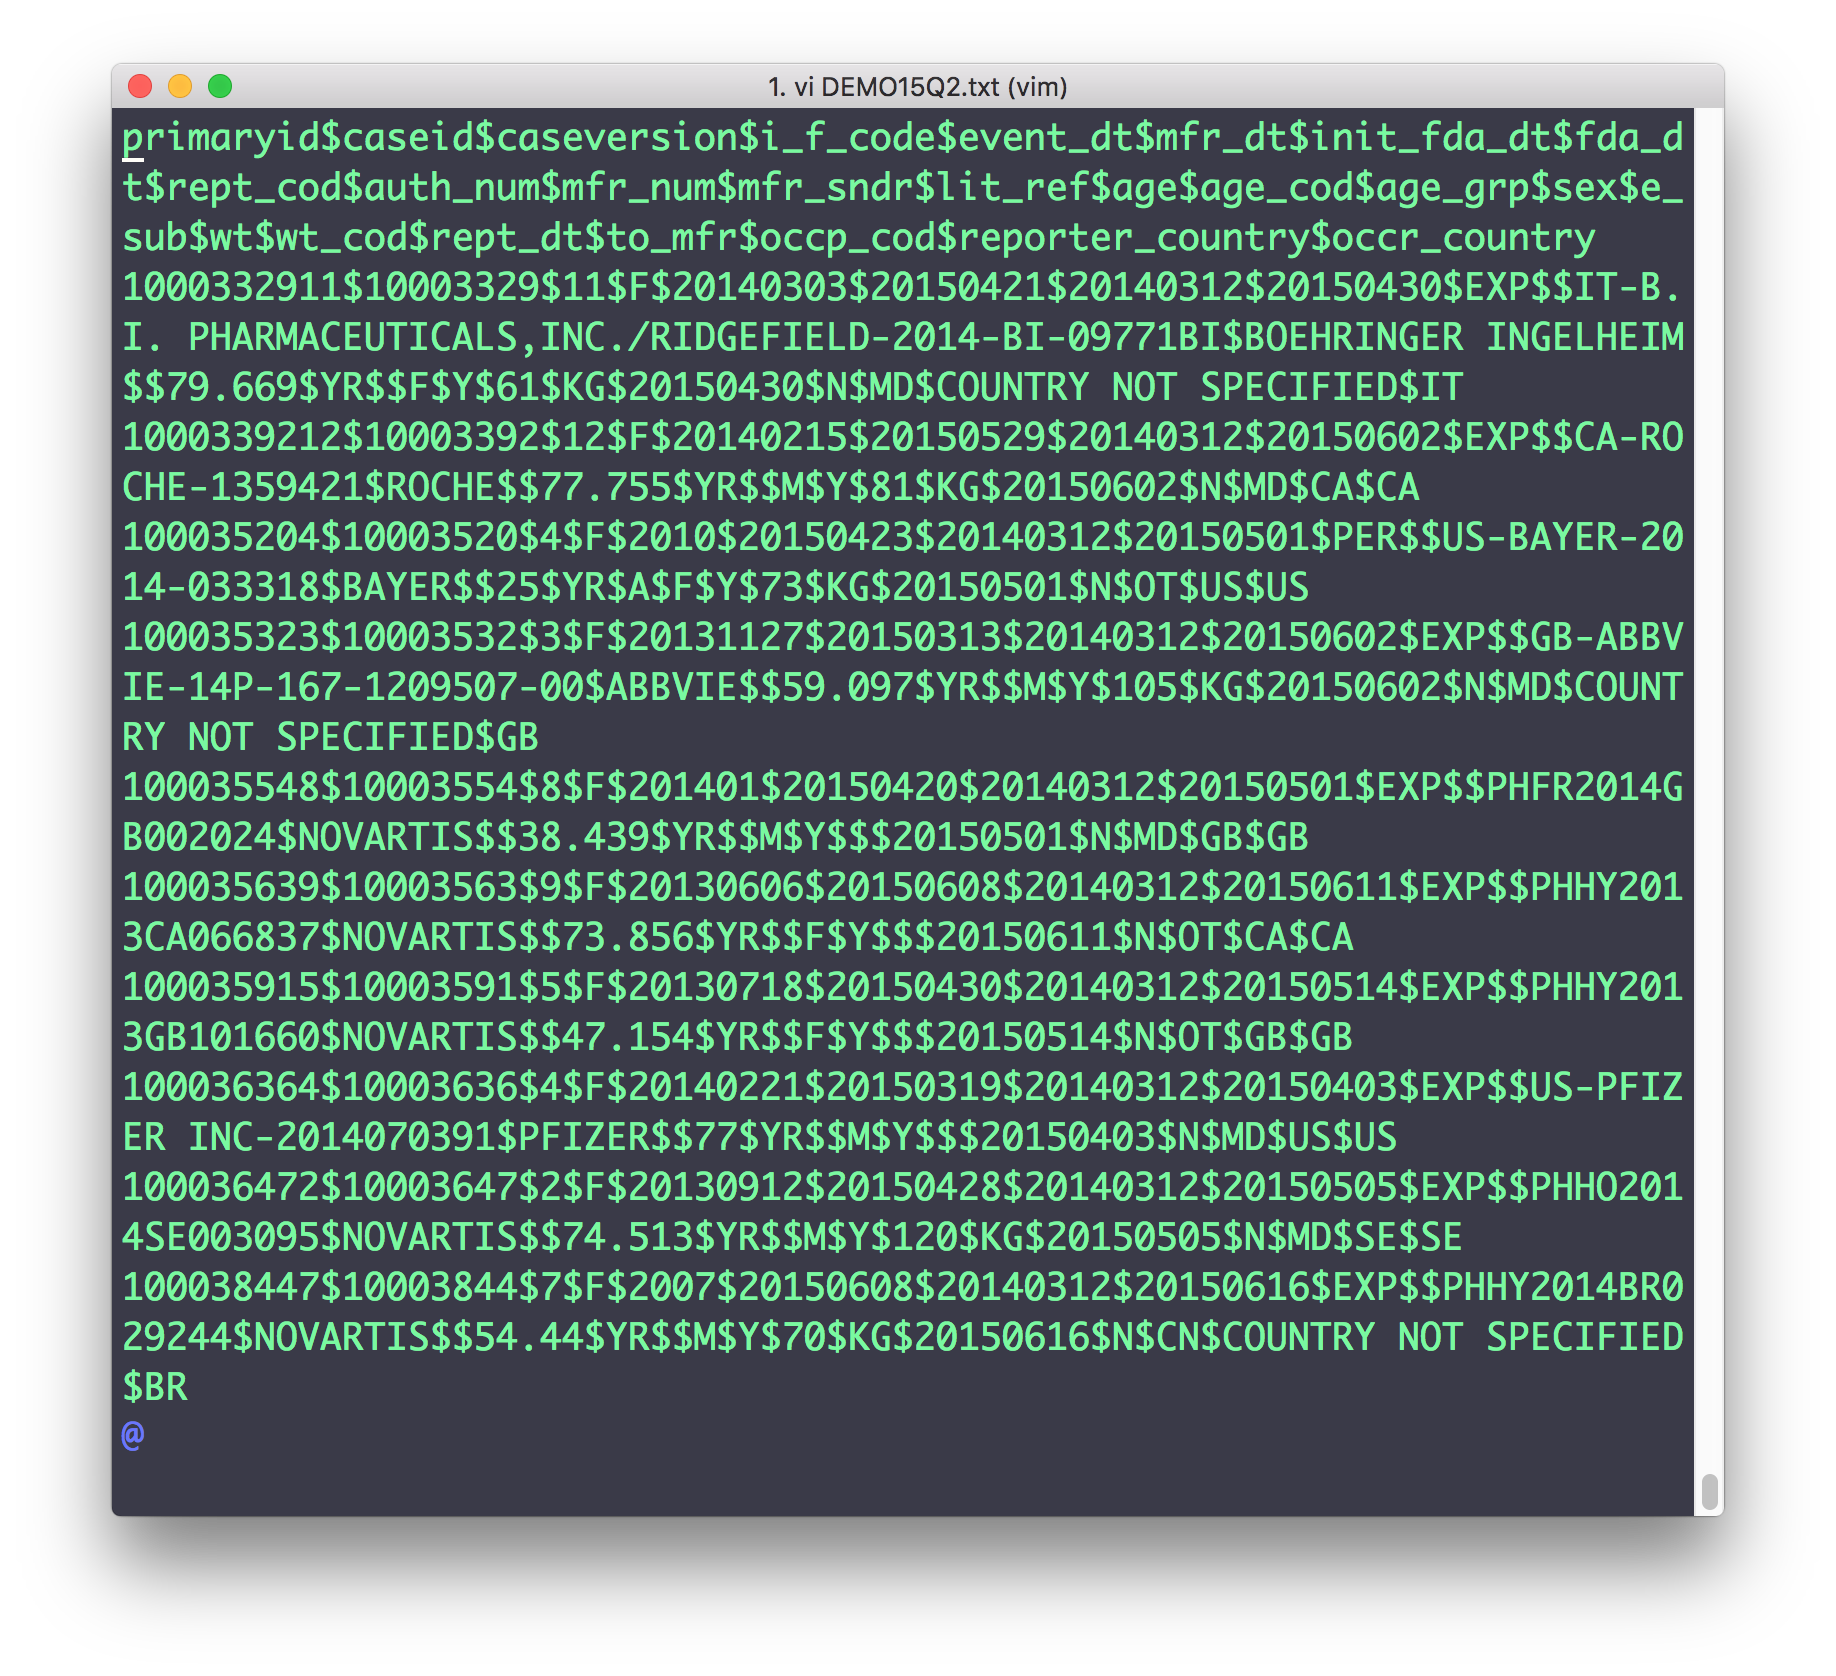 1. vi DEMO15Q2.txt (vim)
primaryid$caseid$caseversion$i_f_code$event_dt$mfr_dt$init_fda_dt$fda_d
t$rept_cod$auth_num$mfr_num$mfr_sndr$lit_ref$age$age_cod$age_grp$sex$e_
sub$wt$wt_cod$rept_dt$to_mfr$occp_cod$reporter_country$occr_country
1000332911$10003329$11$F$20140303$20150421$20140312$20150430$EXP$$IT-B.
I. PHARMACEUTICALS,INC./RIDGEFIELD-2014-BI-09771BI$BOEHRINGER INGELHEIM
$$79.669$YR$$F$Y$61$KG$20150430$N$MD$COUNTRY NOT SPECIFIED$IT
1000339212$10003392$12$F$20140215$20150529$20140312$20150602$EXP$$CA-RO
CHE-1359421$ROCHE$$77.755$YR$$M$Y$81$KG$20150602$N$MD$CA$CA
100035204$10003520$4$F$2010$20150423$20140312$20150501$PER$$US-BAYER-20
14-033318$BAYER$$25$YR$A$F$Y$73$KG$20150501$N$OT$US$US
100035323$10003532$3$F$20131127$20150313$20140312$20150602$EXP$$GB-ABBV
IE-14P-167-1209507-00$ABBVIE$$59.097$YR$$M$Y$105$KG$20150602$N$MD$COUNT
RY NOT SPECIFIED$GB
100035548$10003554$8$F$201401$20150420$20140312$20150501$EXP$$PHFR2014G
B002024$NOVARTIS$$38.439$YR$$M$Y$$$20150501$N$MD$GB$GB
100035639$10003563$9$F$20130606$20150608$20140312$20150611$EXP$$PHHY201
3CA066837$NOVARTIS$$73.856$YR$$F$Y$$$20150611$N$OT$CA$CA
100035915$10003591$5$F$20130718$20150430$20140312$20150514$EXP$$PHHY201
3GB101660$NOVARTIS$$47.154$YR$$F$Y$$$20150514$N$OT$GB$GB
100036364$10003636$4$F$20140221$20150319$20140312$20150403$EXP$$US-PFIZ
ER INC-2014070391$PFIZER$$77$YR$$M$Y$$$20150403$N$MD$US$US
100036472$10003647$2$F$20130912$20150428$20140312$20150505$EXP$$PHHO201
4SE003095$NOVARTIS$$74.513$YR$$M$Y$120$KG$20150505$N$MD$SE$SE
100038447$10003844$7$F$2007$20150608$20140312$20150616$EXP$$PHHY2014BR0
29244$NOVARTIS$$54.44$YR$$M$Y$70$KG$20150616$N$CN$COUNTRY NOT SPECIFIED
$BR
@